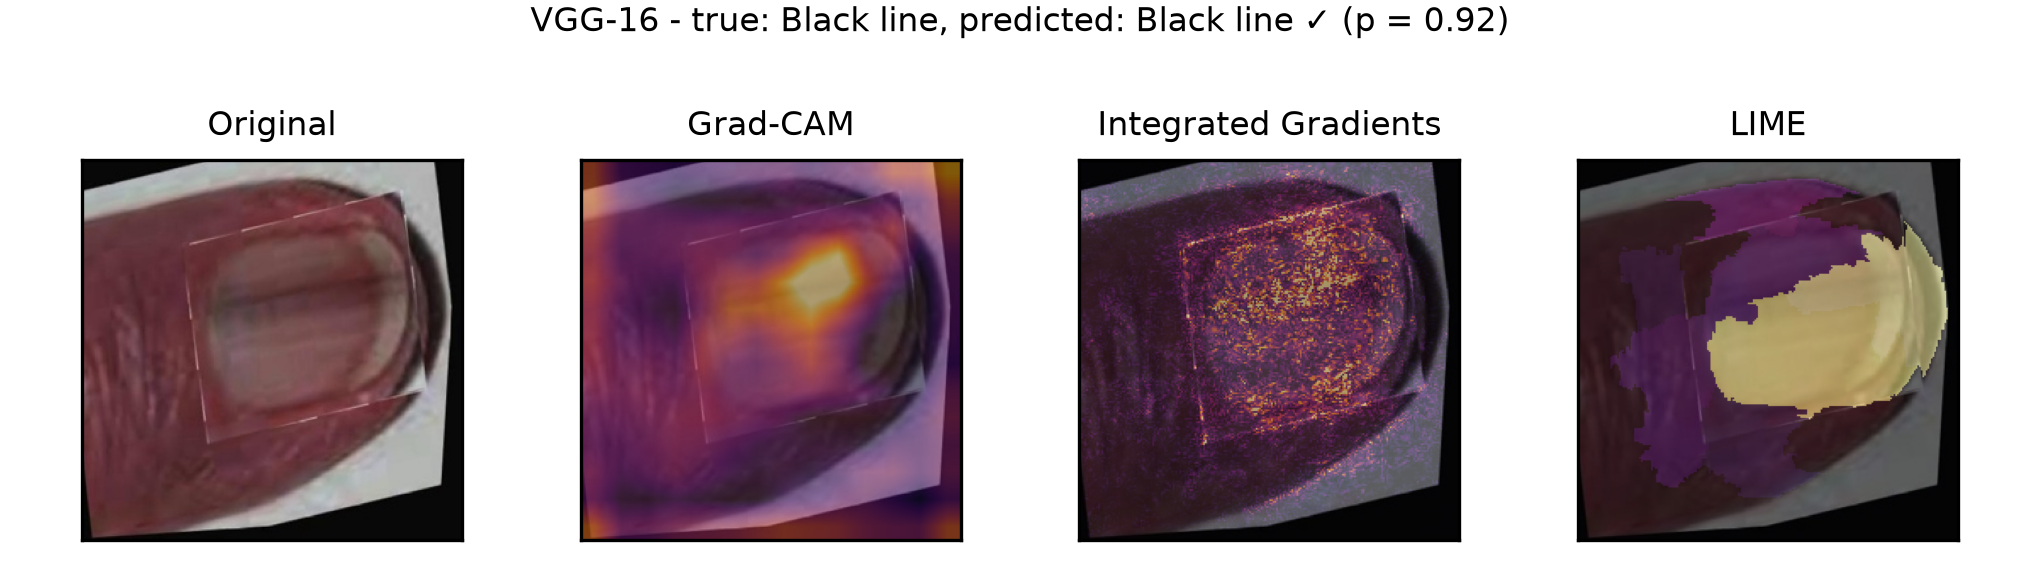 VGG-16 - true: Black line, predicted: Black line ✓ (p = 0.92)
Original
Grad-CAM
Integrated Gradients
LIME